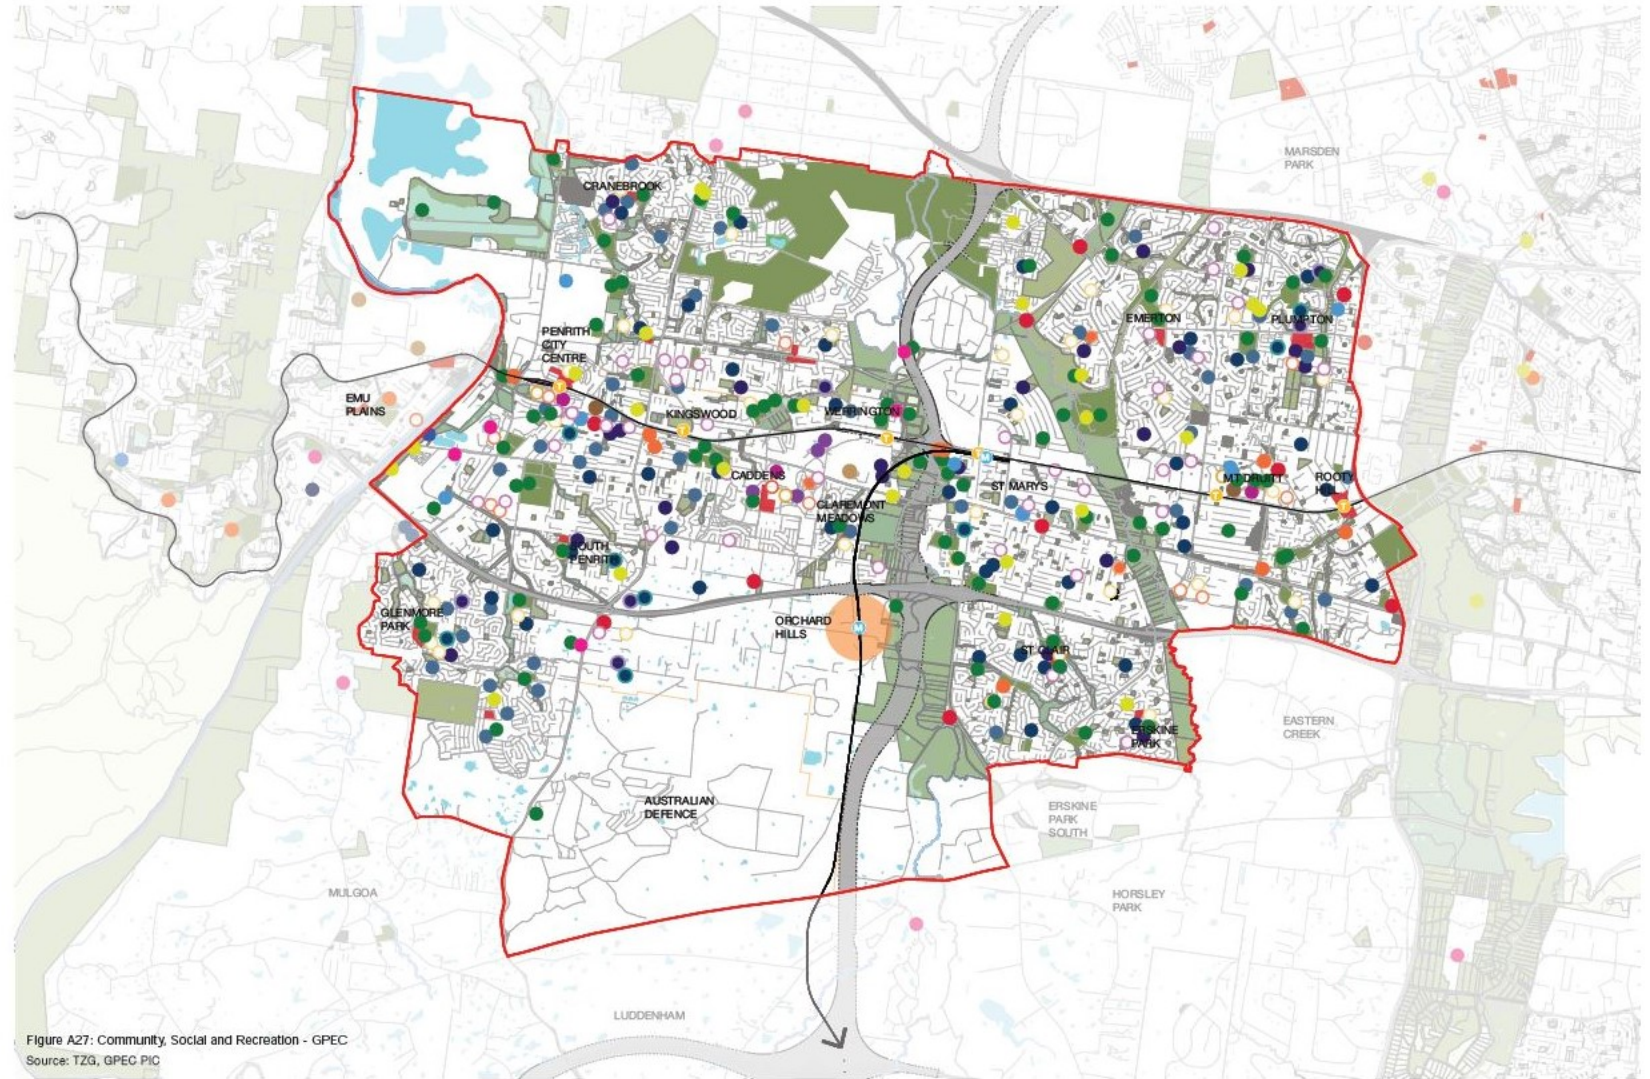 MARSDEN
PARK
CRANEBROOK
EMERTON
PLUMPTON
PENRITH
CITY
CENTRE
EMU
PLAINS
KINGSWOOD
WERRINGTON
T
T
T
T
M
CADDENS
ST MARYS
MT DRUITT
ROOTY
HILL
T
T
CLAREMONT
MEADOWS
SOUTH
PENRITH
GLENMORE
PARK
ORCHARD
HILLS
M
ST CLAIR
ERSKINE
PARK
EASTERN
CREEK
AUSTRALIAN
DEFENCE
ERSKINE
PARK
SOUTH
MULGOA
HORSLEY
PARK
LUDDENHAM
Figure A27: Community, Social and Recreation - GPEC
Source: TZG, GPEC PIC